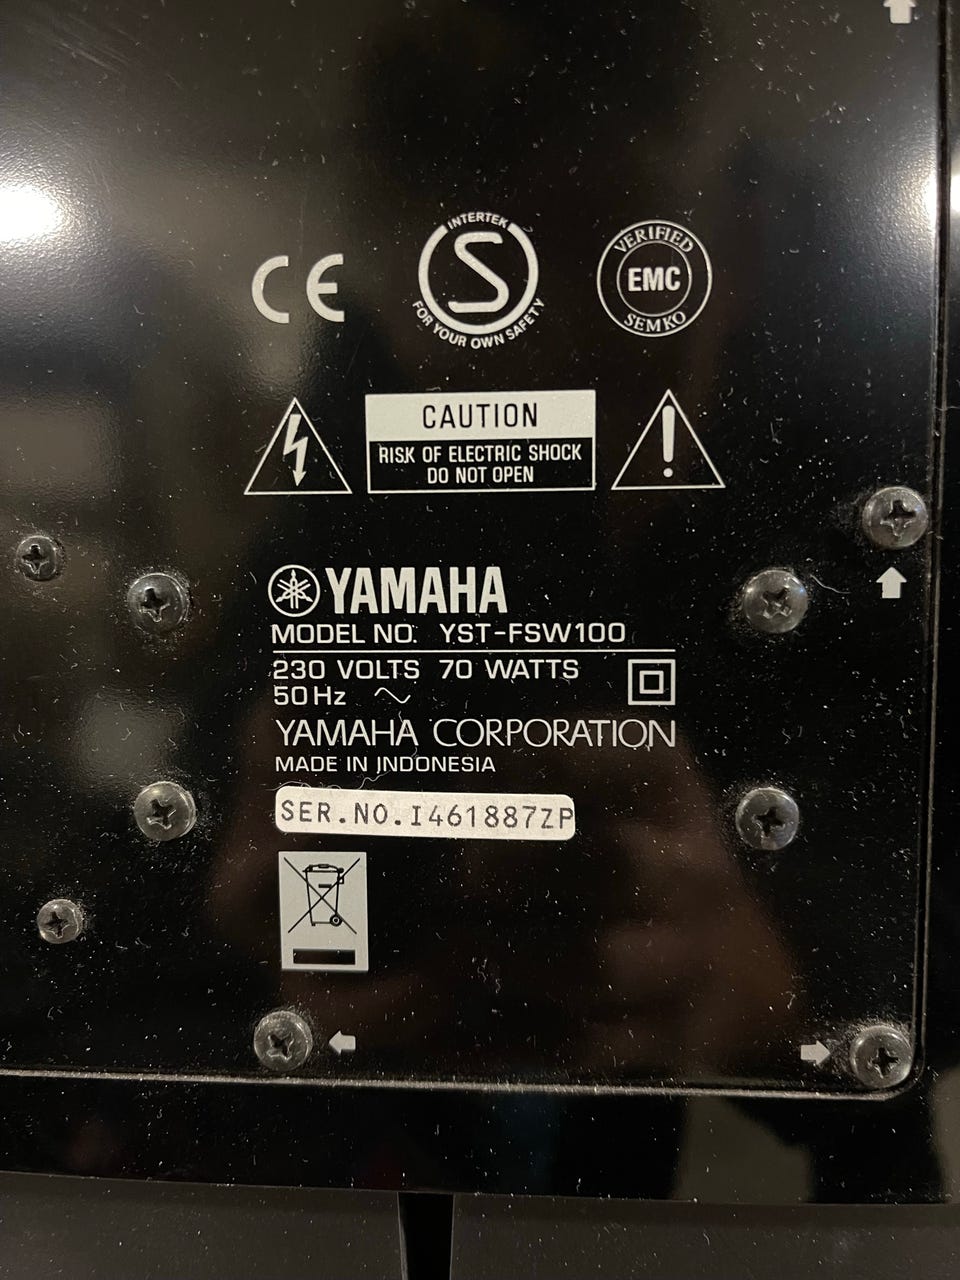 CE
INTERTEK
S
FOR YOUR OWN SAFETY
VERIFIED
EMC
SEMKO
CAUTION
RISK OF ELECTRIC SHOCK
DO NOT OPEN
YAMAHA
MODEL NO. YST-FSW100
230 VOLTS 70 WATTS
50 Hz ~
YAMAHA CORPORATION
MADE IN INDONESIA
SER.NO.I461887ZP